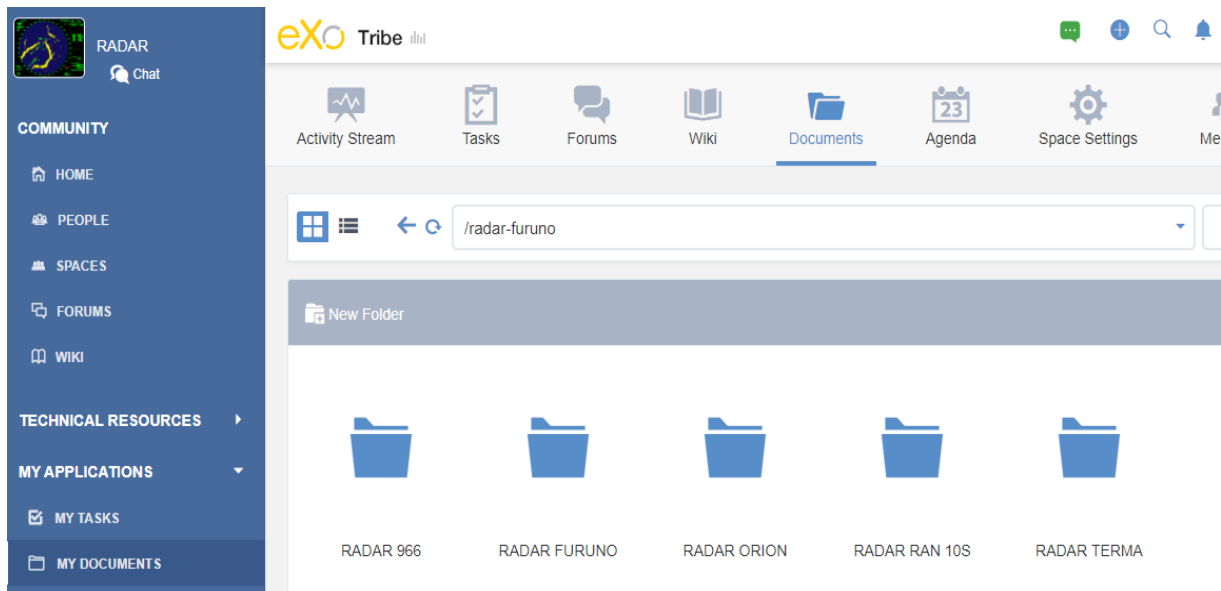 RADAR
Chat
COMMUNITY
HOME
PEOPLE
SPACES
FORUMS
WIKI
TECHNICAL RESOURCES
MY APPLICATIONS
MY TASKS
MY DOCUMENTS
eXo Tribe
Activity Stream Tasks Forums Wiki Documents 23 Agenda Space Settings Me
/radar-furuno
New Folder
RADAR 966 RADAR FURUNO RADAR ORION RADAR RAN 10S RADAR TERMA